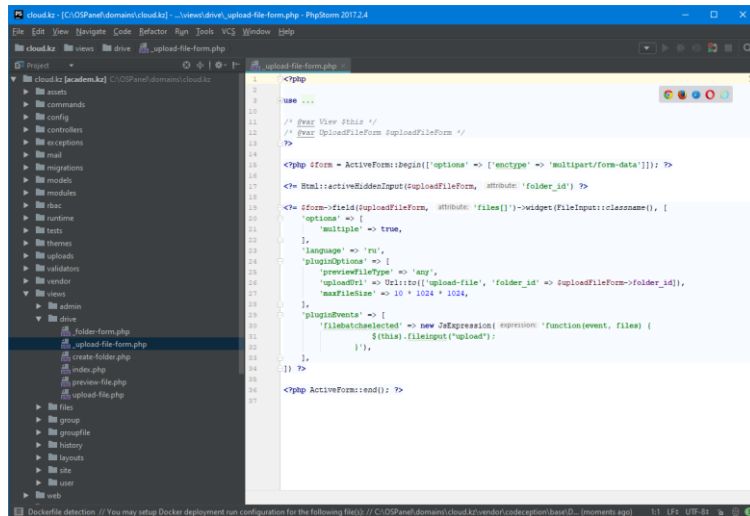 cloud.kz - [C:\OSPanel\domains\cloud.kz] - ...\views\drive\_upload-file-form.php - PhpStorm 2017.2.4
File Edit View Navigate Code Refactor Run Tools VCS Window Help
cloud.kz views drive _upload-file-form.php
Project
_upload-file-form.php
cloud.kz [academ.kz] C:\OSPanel\domains\cloud.kz
assets
commands
config
controllers
exceptions
mail
migrations
models
modules
rbac
runtime
tests
themes
uploads
validators
vendor
views
admin
drive
_folder-form.php
_upload-file-form.php
create-folder.php
index.php
preview-file.php
upload-file.php
files
group
groupfile
history
layouts
site
user
web
1 <?php
2
3 use ...
10
11 /* @var View $this */
12 /* @var UploadFileForm $uploadFileForm */
13 ?>
14
15 <?php $form = ActiveForm::begin(['options' => ['enctype' => 'multipart/form-data']]); ?>
16
17 <?= Html::activeHiddenInput($uploadFileForm, attribute: 'folder_id') ?>
18
19 <?= $form->field($uploadFileForm, attribute: 'files[]')->widget(FileInput::classname(), [
20 'options' => [
21 'multiple' => true,
22 ],
23 'language' => 'ru',
24 'pluginOptions' => [
25 'previewFileType' => 'any',
26 'uploadUrl' => Url::to(['upload-file', 'folder_id' => $uploadFileForm->folder_id]),
27 'maxFileSize' => 10 * 1024 * 1024,
28 ],
29 'pluginEvents' => [
30 'filebatchselected' => new JsExpression( expression: 'function(event, files) {
31 $(this).fileinput("upload");
32 }'),
33 ],
34 ]) ?>
35
36 <?php ActiveForm::end(); ?>
37
Dockerfile detection // You may setup Docker deployment run configuration for the following file(s): // C:\OSPanel\domains\cloud.kz\vendor\codeception\base\D... (moments ago) 1:1 LF÷ UTF-8÷